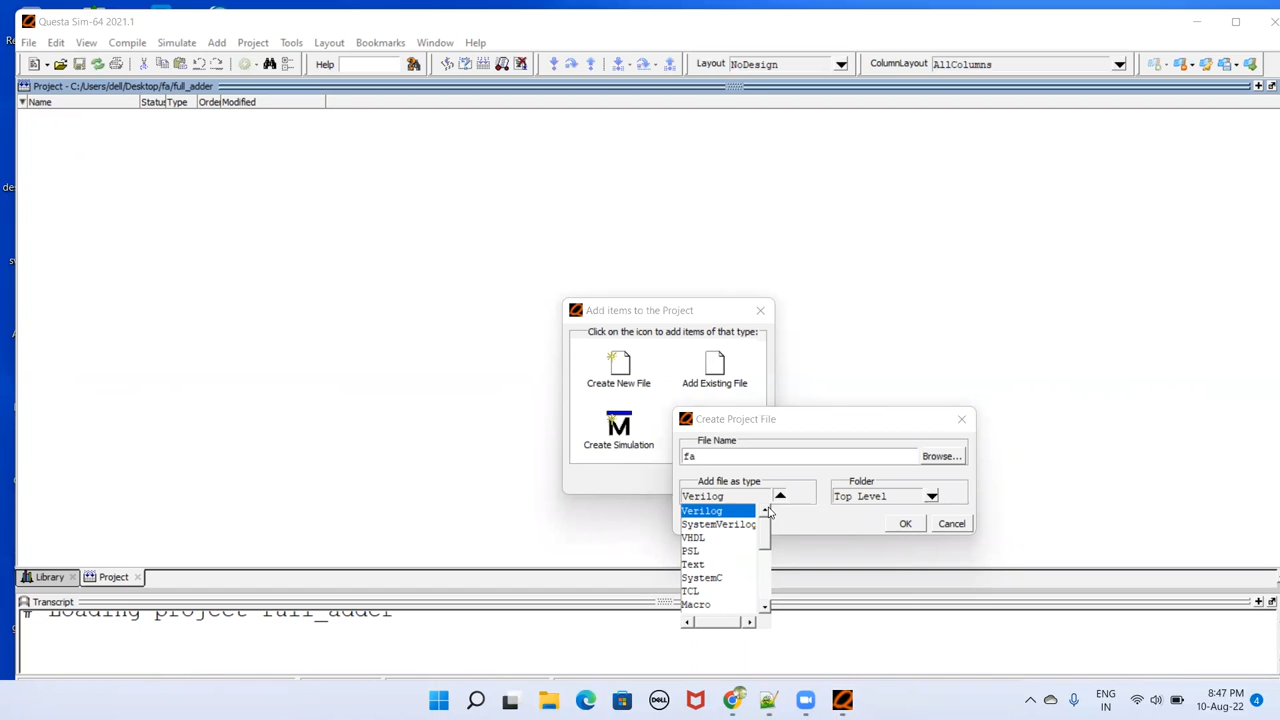 Questa Sim-64 2021.1
File Edit View Compile Simulate Add Project Tools Layout Bookmarks Window Help
Help Layout NoDesign ColumnLayout AllColumns
Project - C:/Users/dell/Desktop/fa/full_adder
Name Status Type Order Modified
Add items to the Project
Click on the icon to add items of that type:
Create New File Add Existing File
Create Simulation
Create Project File
File Name
fa Browse...
Add file as type Folder
Verilog Top Level
Verilog
SystemVerilog
VHDL
PSL
Text
SystemC
TCL
Macro
OK Cancel
Library Project
Transcript
# Loading project full_adder
DELL
ENG
IN
:47 PM
10-Aug-22
4